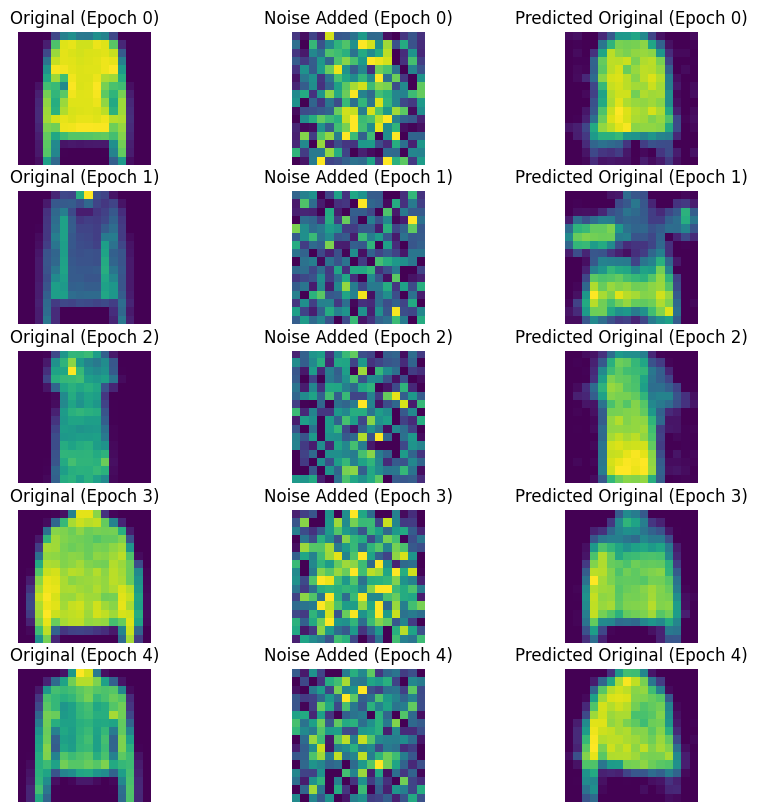 Original (Epoch 0) Noise Added (Epoch 0) Predicted Original (Epoch 0)
Original (Epoch 1) Noise Added (Epoch 1) Predicted Original (Epoch 1)
Original (Epoch 2) Noise Added (Epoch 2) Predicted Original (Epoch 2)
Original (Epoch 3) Noise Added (Epoch 3) Predicted Original (Epoch 3)
Original (Epoch 4) Noise Added (Epoch 4) Predicted Original (Epoch 4)